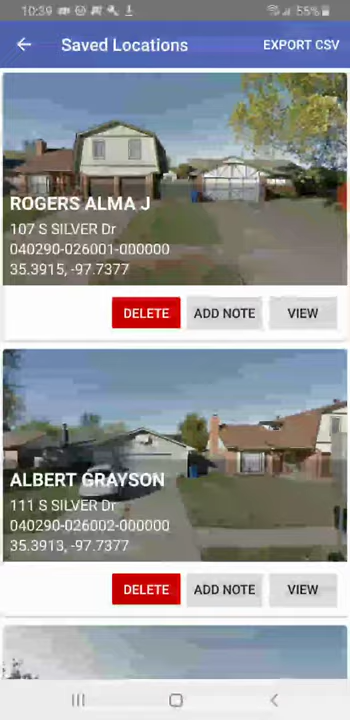 10:39
55%
Saved Locations
EXPORT CSV
ROGERS ALMA J
107 S SILVER Dr
040290-026001-000000
35.3915, -97.7377
DELETE
ADD NOTE
VIEW
ALBERT GRAYSON
111 S SILVER Dr
040290-026002-000000
35.3913, -97.7377
DELETE
ADD NOTE
VIEW